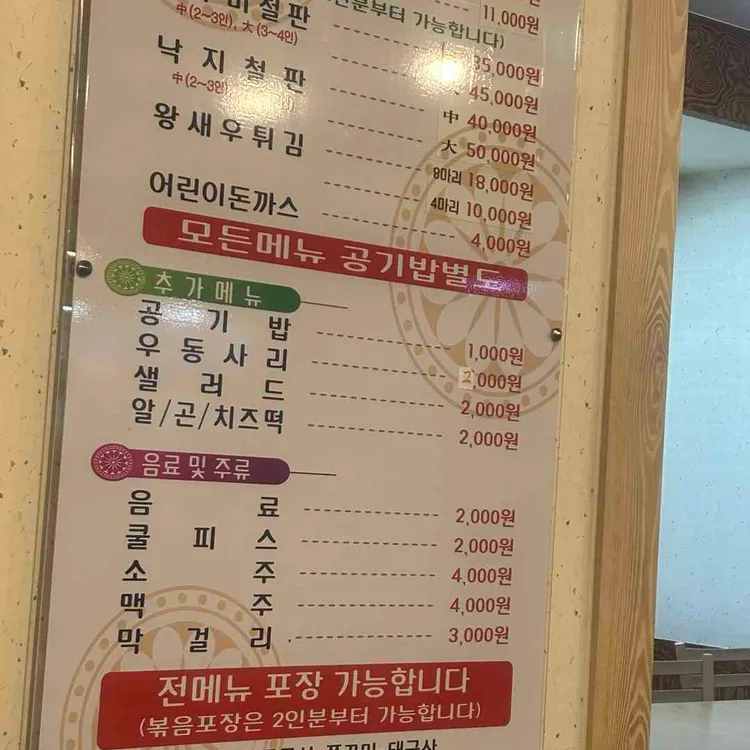 11,000원
인분부터 가능합니다)
철판
中(2~3인), 大(3~4인) 35,000원
45,000원
낙지철판 中 40,000원
中(2~3인) 大 50,000원
왕새우튀김 8마리 18,000원
4마리 10,000원
어린이돈까스 4,000원
모든메뉴 공기밥별도
추가메뉴
공기밥 1,000원
우동사리 2,000원
샐러드 2,000원
알/곤/치즈떡 2,000원
음료 및 주류
음료 2,000원
쿨피스 2,000원
소주 4,000원
맥주 4,000원
막걸리 3,000원
전메뉴 포장 가능합니다
(볶음포장은 2인분부터 가능합니다)